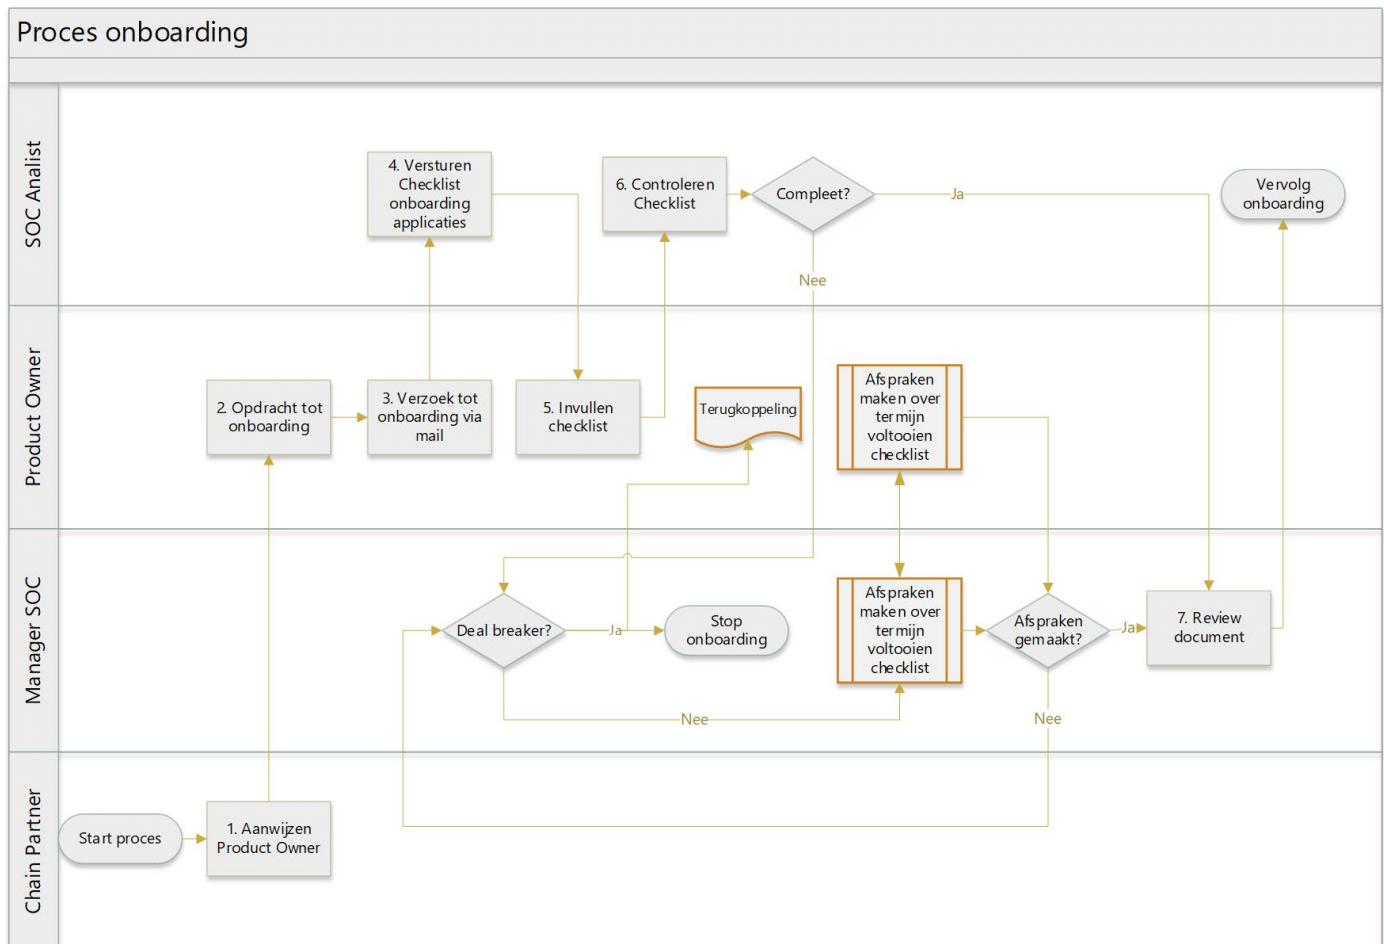 Proces onboarding
SOC Analist
4. Versturen
Checklist
onboarding
applicaties
6. Controleren
Checklist
Compleet?
Ja
Vervolg
onboarding
Nee
Product Owner
2. Opdracht tot
onboarding
3. Verzoek tot
onboarding via
mail
5. Invullen
checklist
Terugkoppeling
Afspraken
maken over
termijn
voltooien
checklist
Manager SOC
Deal breaker?
Ja
Stop
onboarding
Afspraken
maken over
termijn
voltooien
checklist
Afspraken
gemaakt?
Ja
7. Review
document
Nee
Nee
Chain Partner
Start proces
1. Aanwijzen
Product Owner